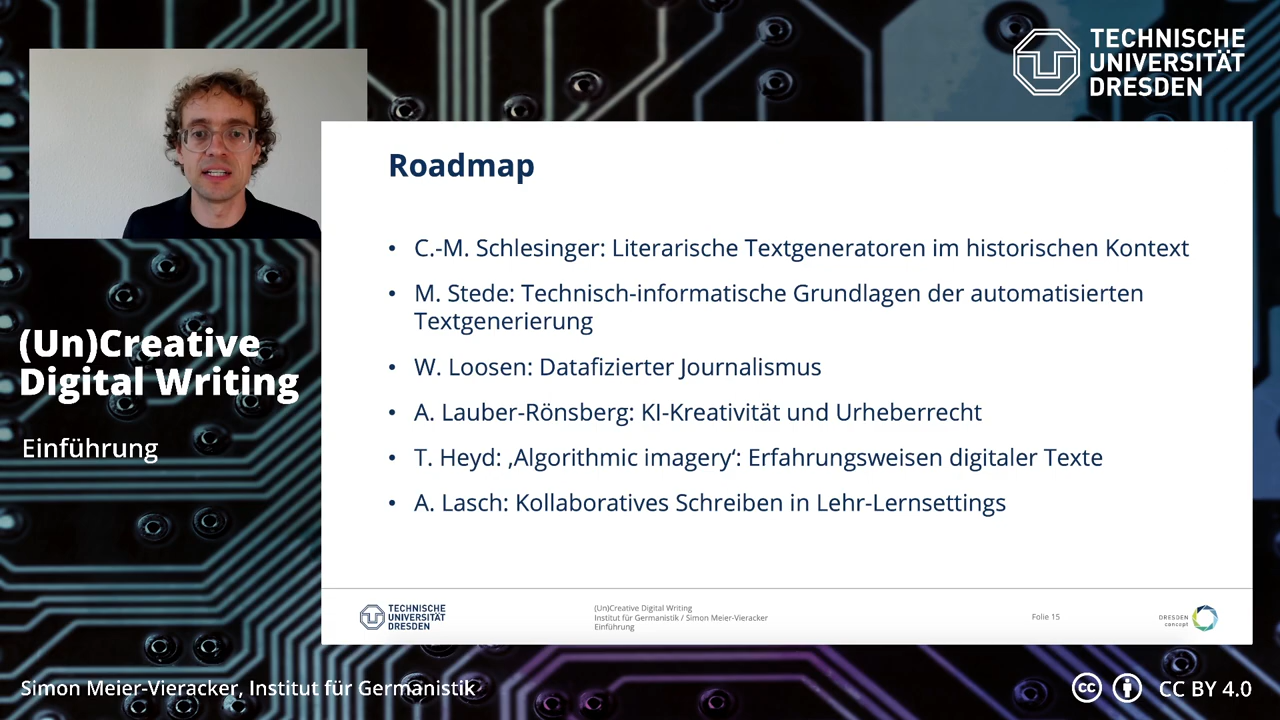 TECHNISCHE
UNIVERSITÄT
DRESDEN
Roadmap
• C.-M. Schlesinger: Literarische Textgeneratoren im historischen Kontext
• M. Stede: Technisch-informatische Grundlagen der automatisierten
Textgenerierung
• W. Loosen: Datafizierter Journalismus
• A. Lauber-Rönsberg: KI-Kreativität und Urheberrecht
• T. Heyd: ‚Algorithmic imagery‘: Erfahrungsweisen digitaler Texte
• A. Lasch: Kollaboratives Schreiben in Lehr-Lernsettings
(Un)Creative
Digital Writing
Einführung
TECHNISCHE
UNIVERSITÄT
DRESDEN
(Un)Creative Digital Writing
Institut für Germanistik / Simon Meier-Vieracker
Einführung
Folie 15
DRESDEN
concept
Simon Meier-Vieracker, Institut für Germanistik
cc CC BY 4.0